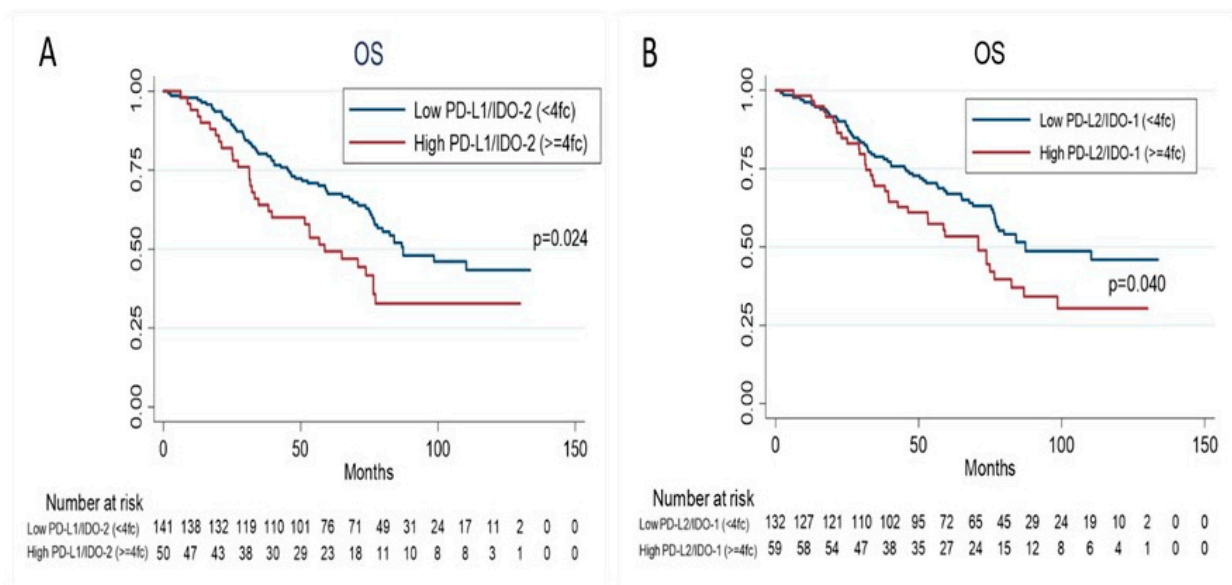 A
OS
Low PD-L1/IDO-2 (<4fc)
High PD-L1/IDO-2 (>=4fc)
1.00
0.75
0.50
0.25
0.00
p=0.024
0 50 100 150
Months
Number at risk
Low PD-L1/IDO-2 (<4fc) 141 138 132 119 110 101 76 71 49 31 24 17 11 2 0 0
High PD-L1/IDO-2 (>=4fc) 50 47 43 38 30 29 23 18 11 10 8 8 3 1 0 0
B
OS
Low PD-L2/IDO-1 (<4fc)
High PD-L2/IDO-1 (>=4fc)
1.00
0.75
0.50
0.25
0.00
p=0.040
0 50 100 150
Months
Number at risk
Low PD-L2/IDO-1 (<4fc) 132 127 121 110 102 95 72 65 45 29 24 19 10 2 0 0
High PD-L2/IDO-1 (>=4fc) 59 58 54 47 38 35 27 24 15 12 8 6 4 1 0 0